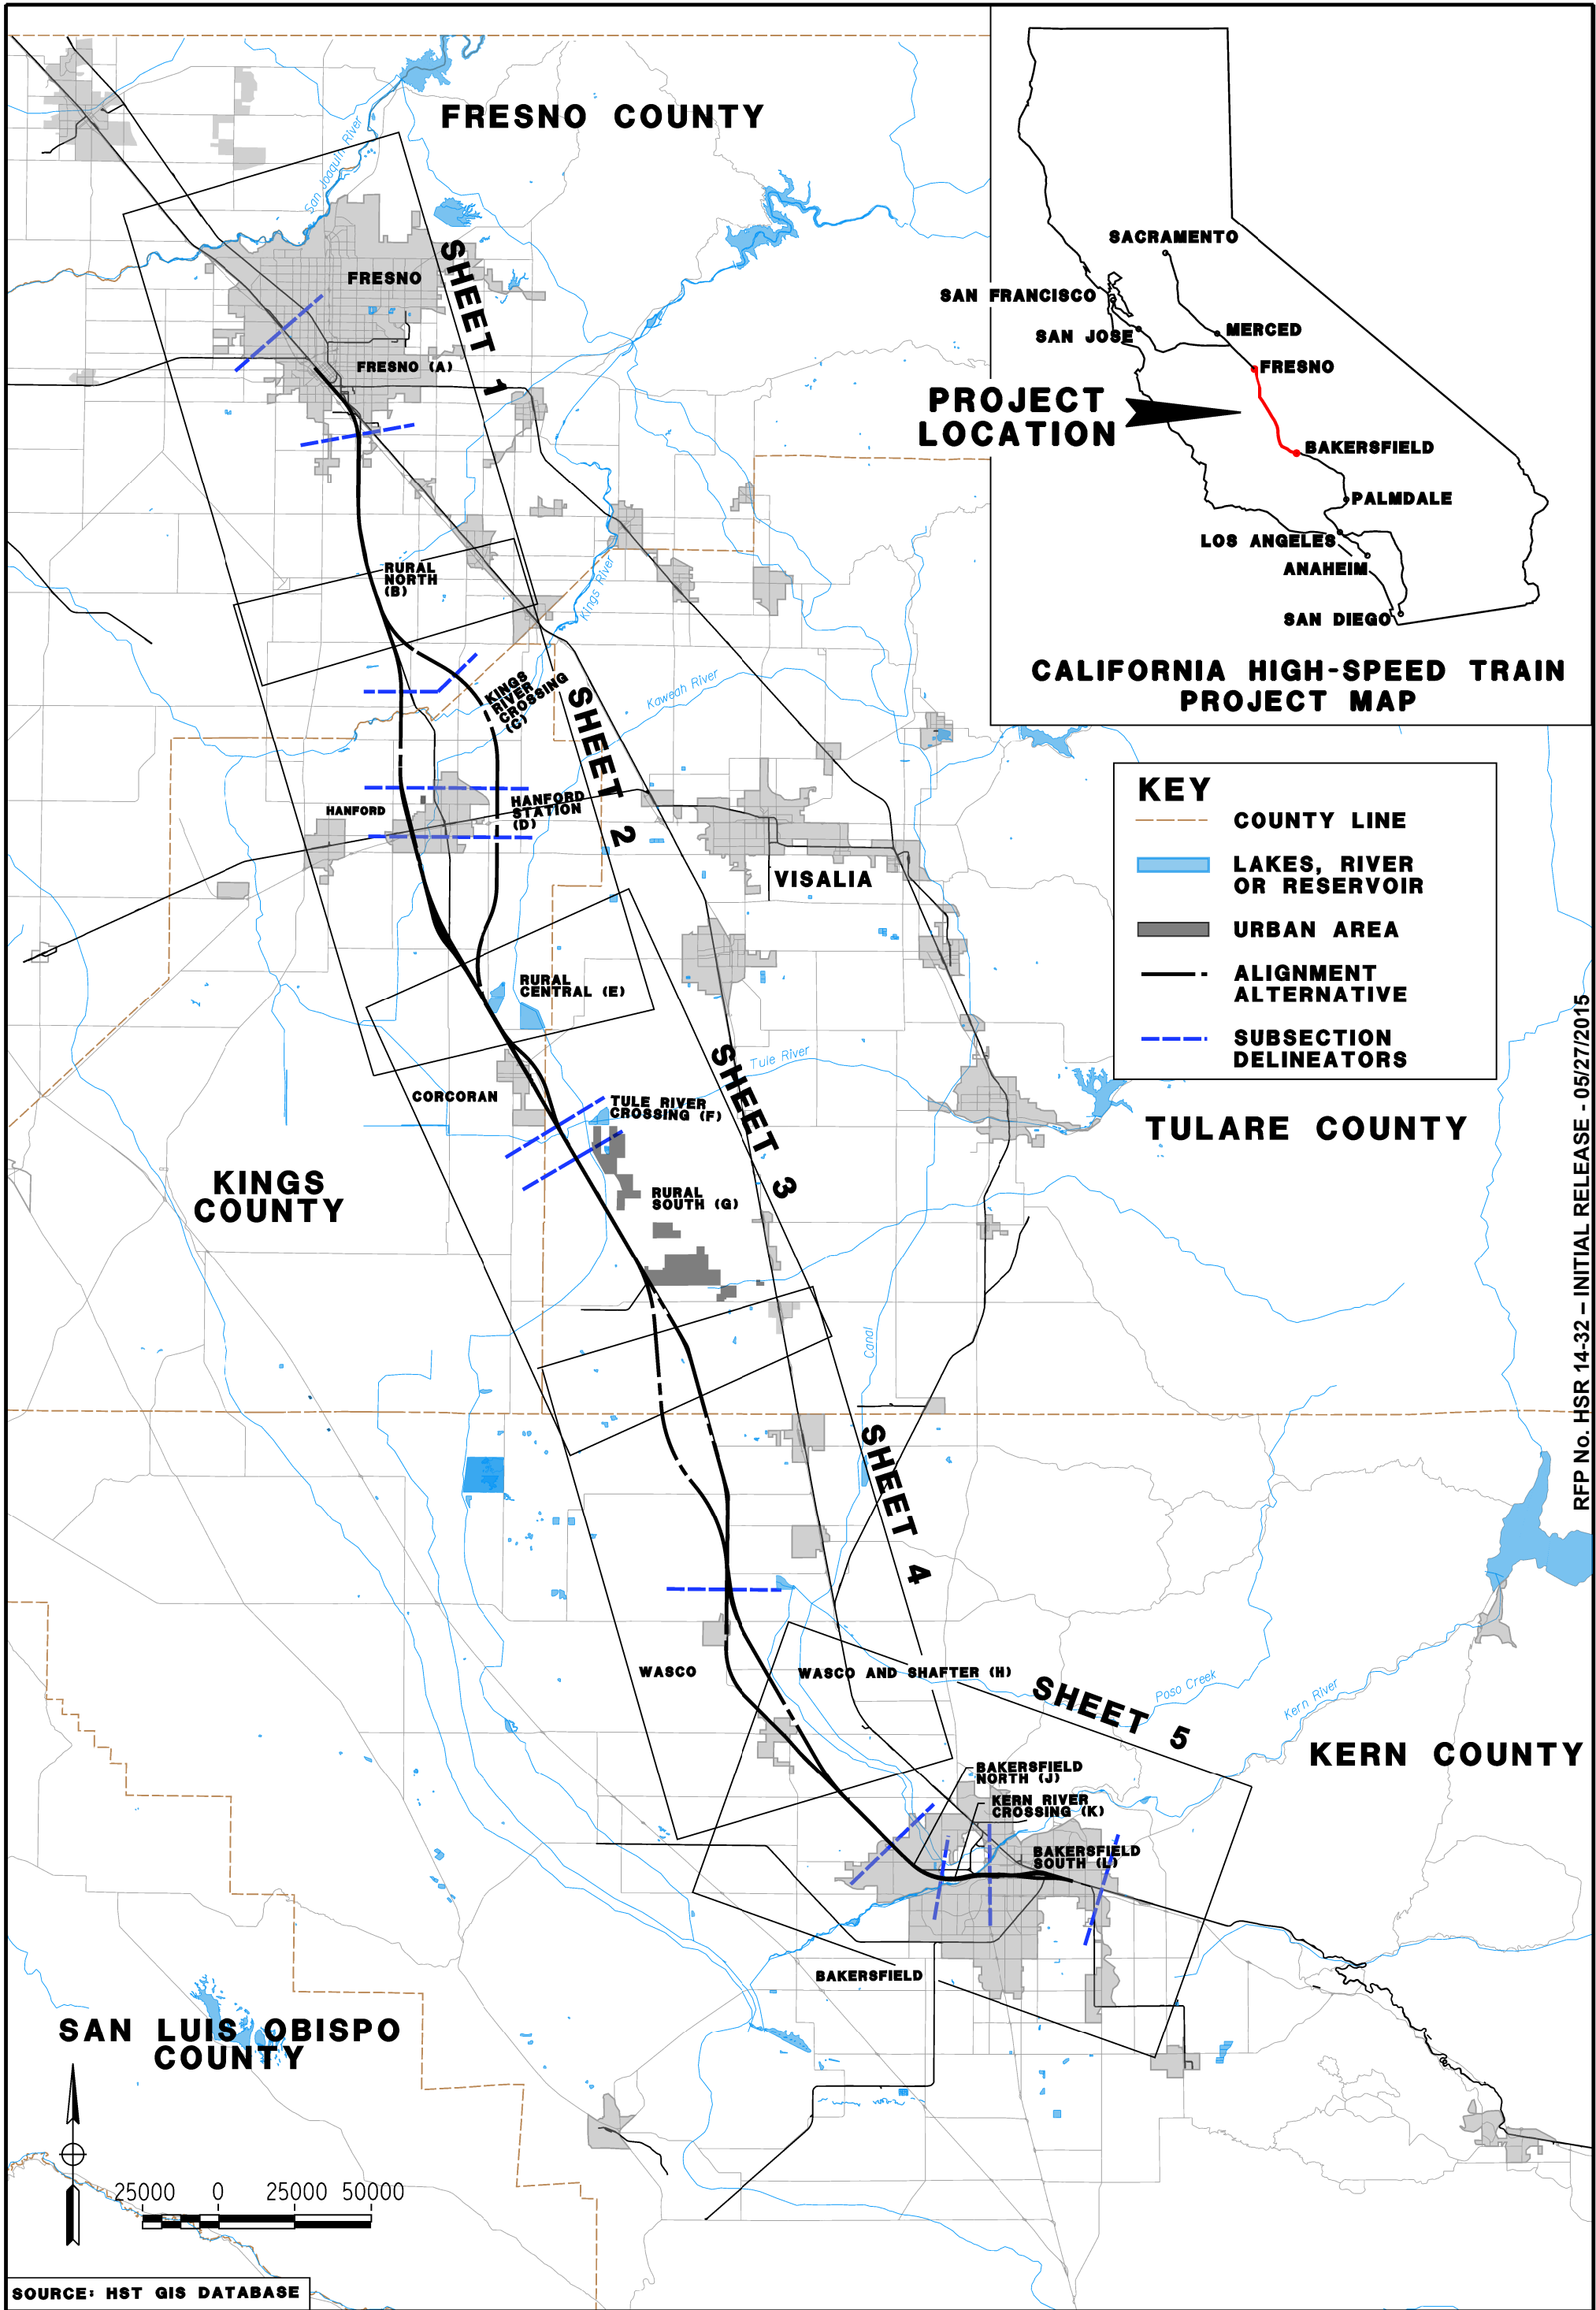 FRESNO COUNTY
San Joaquin River
FRESNO
SHEET 1
FRESNO (A)
RURAL
NORTH
(B)
Kings River
KINGS
RIVER
CROSSING
(C)
SHEET 2
Kaweah River
HANFORD
HANFORD
STATION
(D)
VISALIA
RURAL
CENTRAL (E)
CORCORAN
TULE RIVER
CROSSING (F)
SHEET 3
Tule River
KINGS
COUNTY
RURAL
SOUTH (G)
TULARE COUNTY
Canal
SHEET 4
WASCO
WASCO AND SHAFTER (H)
SHEET 5
Poso Creek
Kern River
KERN COUNTY
BAKERSFIELD
NORTH (J)
KERN RIVER
CROSSING (K)
BAKERSFIELD
SOUTH (L)
BAKERSFIELD
SAN LUIS OBISPO
COUNTY
25000 0 25000 50000
SOURCE: HST GIS DATABASE
SACRAMENTO
SAN FRANCISCO
SAN JOSE
MERCED
FRESNO
PROJECT
LOCATION
BAKERSFIELD
PALMDALE
LOS ANGELES
ANAHEIM
SAN DIEGO
CALIFORNIA HIGH-SPEED TRAIN
PROJECT MAP
KEY
COUNTY LINE
LAKES, RIVER
OR RESERVOIR
URBAN AREA
ALIGNMENT
ALTERNATIVE
SUBSECTION
DELINEATORS
RFP No. HSR 14-32 – INITIAL RELEASE - 05/27/2015